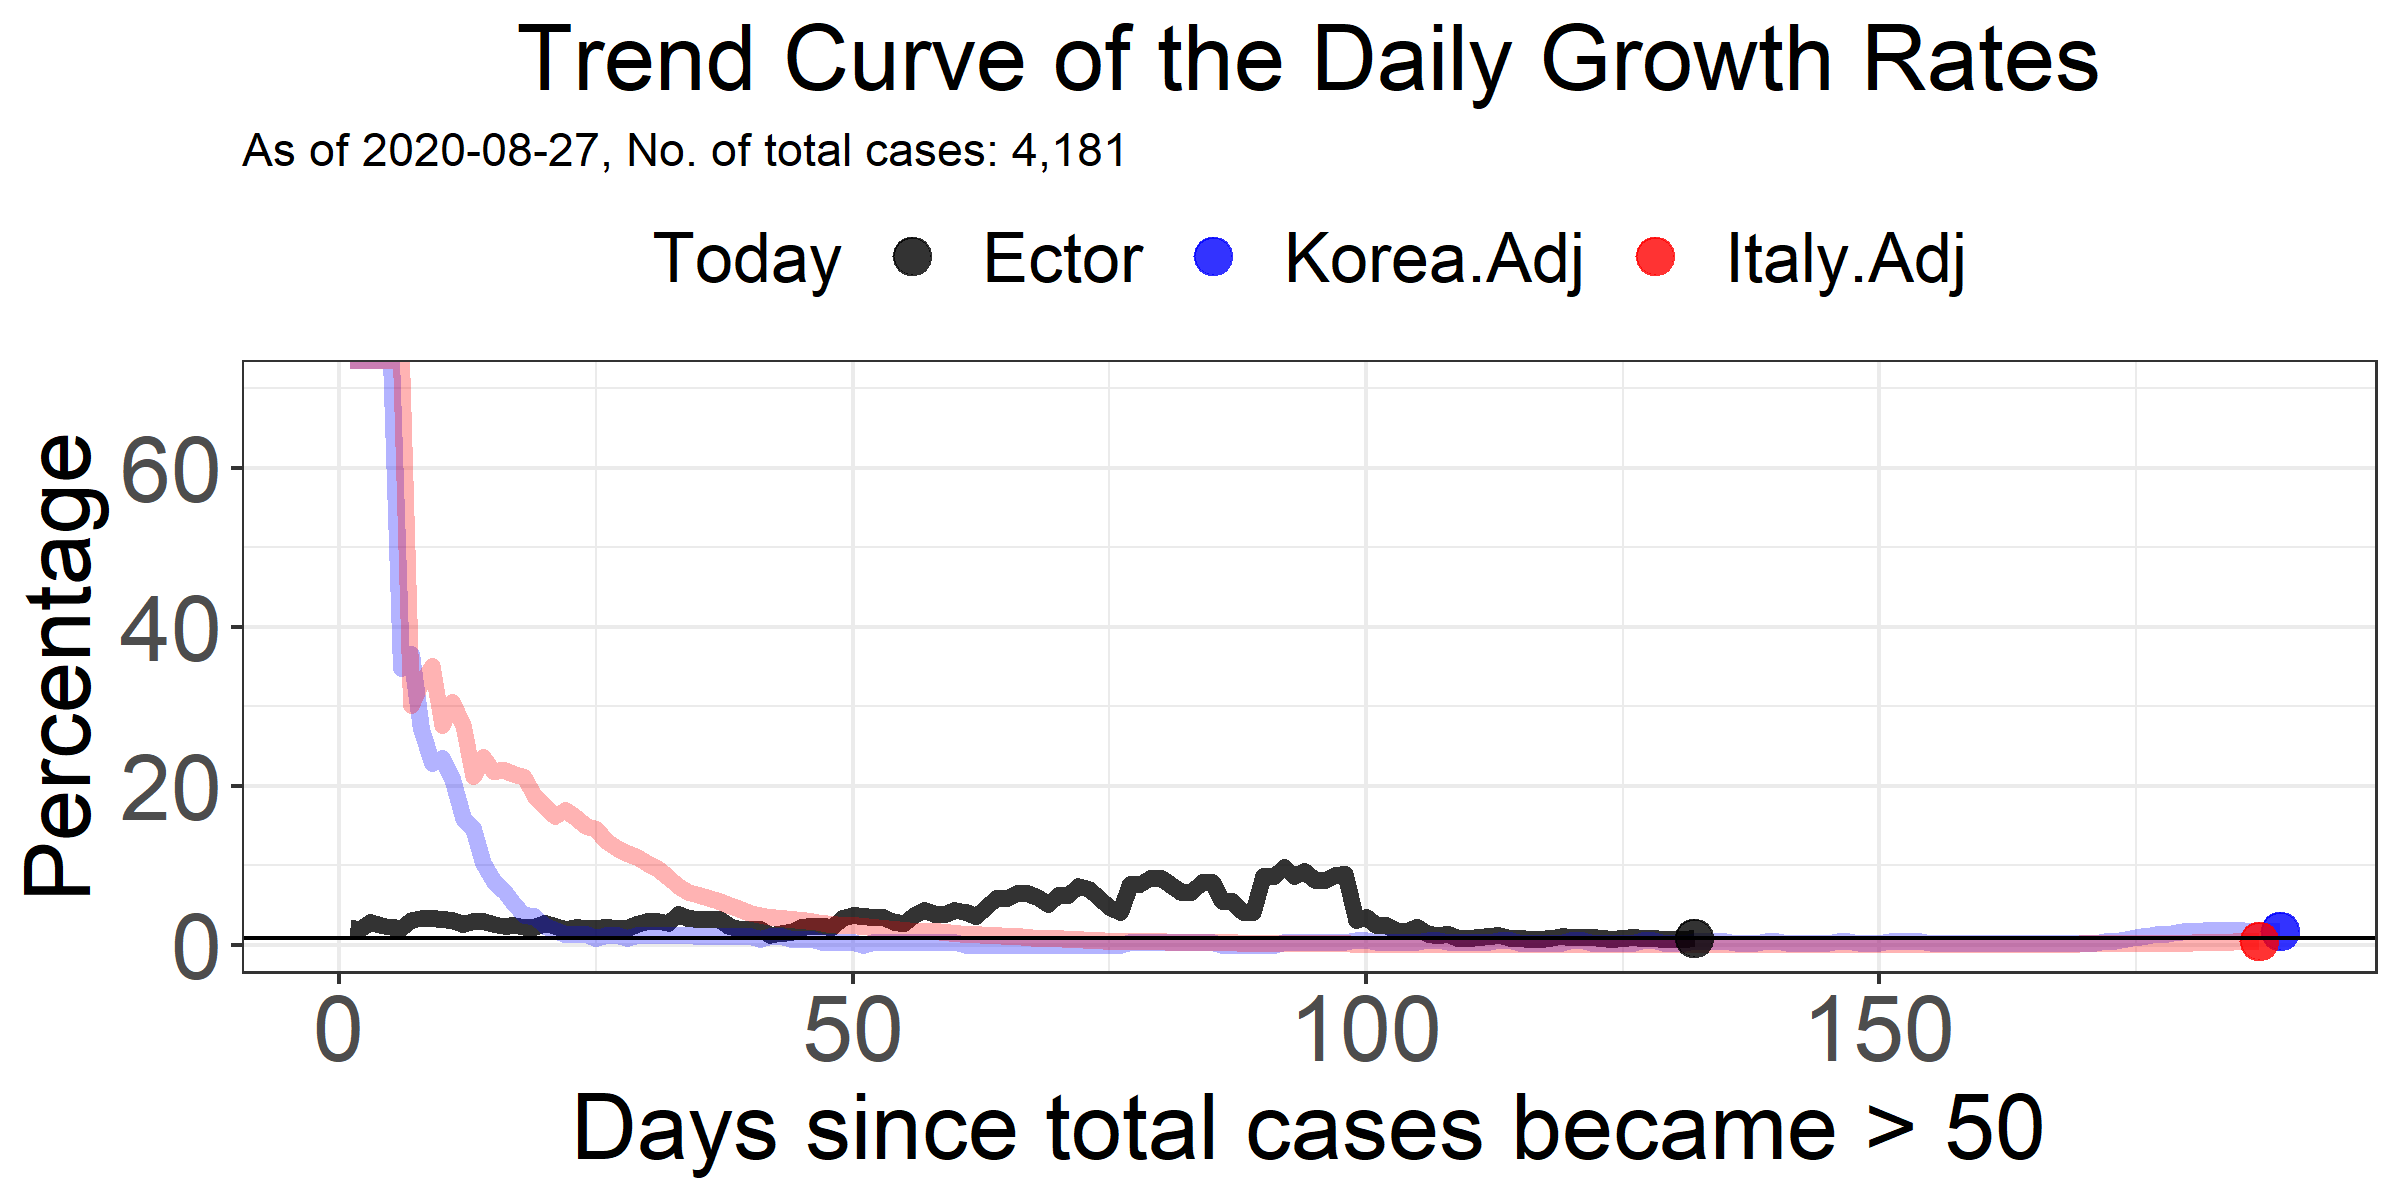 Trend Curve of the Daily Growth Rates
As of 2020-08-27, No. of total cases: 4,181
Today Ector Korea.Adj Italy.Adj
Percentage
60
40
20
0
0 50 100 150
Days since total cases became > 50